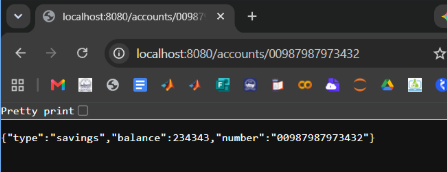 localhost:8080/accounts/0098798
localhost:8080/accounts/00987987973432
Pretty print
{"type":"savings","balance":234343,"number":"00987987973432"}